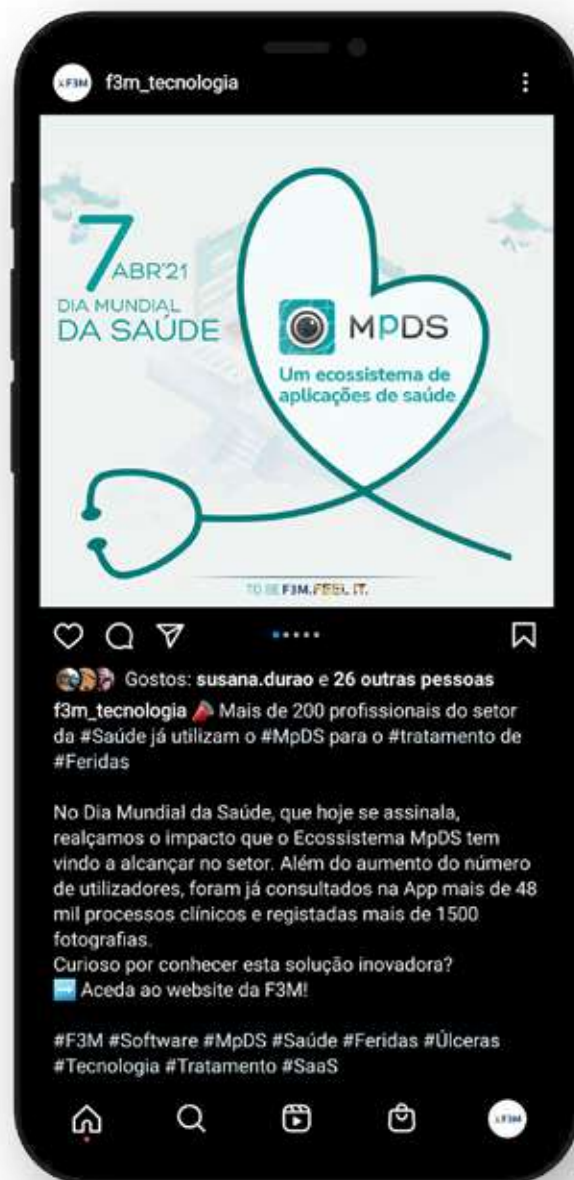 F3M f3m_tecnologia
7
ABR'21
DIA MUNDIAL
DA SAÚDE
MPDS
Um ecossistema de
aplicações de saúde
TO BE F3M. FEEL IT.
Gostos: susana.durao e 26 outras pessoas
f3m_tecnologia Mais de 200 profissionais do setor
da #Saúde já utilizam o #MpDS para o #tratamento de
#Feridas
No Dia Mundial da Saúde, que hoje se assinala,
realçamos o impacto que o Ecossistema MpDS tem
vindo a alcançar no setor. Além do aumento do número
de utilizadores, foram já consultados na App mais de 48
mil processos clínicos e registadas mais de 1500
fotografias.
Curioso por conhecer esta solução inovadora?
Aceda ao website da F3M!
#F3M #Software #MpDS #Saúde #Feridas #Úlceras
#Tecnologia #Tratamento #SaaS
F3M